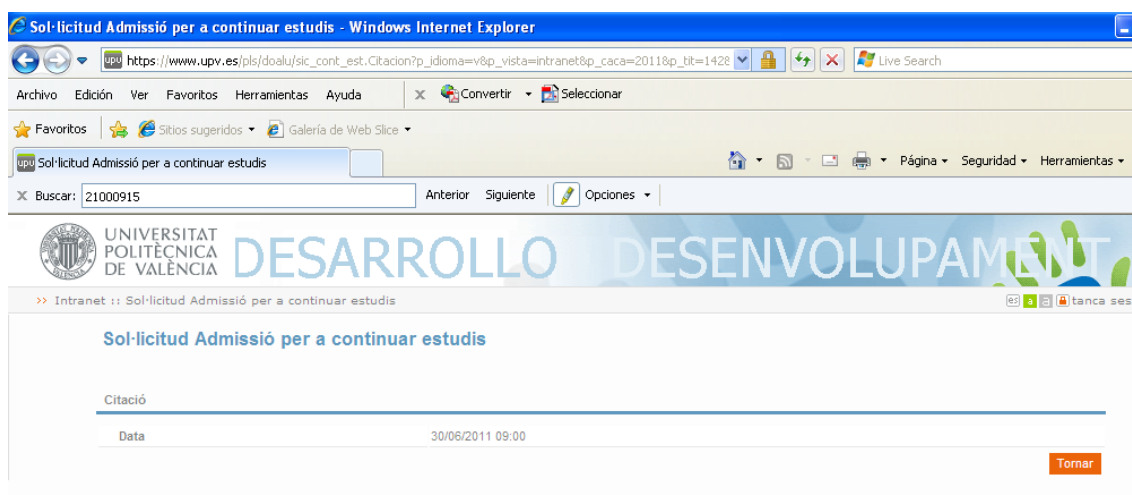 Sol·licitud Admissió per a continuar estudis - Windows Internet Explorer
upv https://www.upv.es/pls/doalu/sic_cont_est.Citacion?p_idioma=v&p_vista=intranet&p_caca=2011&p_tit=1428 Live Search
Archivo Edición Ver Favoritos Herramientas Ayuda x Convertir Seleccionar
Favoritos Sitios sugeridos Galería de Web Slice
upv Sol·licitud Admissió per a continuar estudis Página Seguridad Herramientas
x Buscar: 21000915 Anterior Siguiente Opciones
UNIVERSITAT
POLITÈCNICA
DE VALÈNCIA
DESARROLLO DESENVOLUPAMENT
>> Intranet :: Sol·licitud Admissió per a continuar estudis es a a tanca ses
Sol·licitud Admissió per a continuar estudis
Citació
Data 30/06/2011 09:00
Tornar